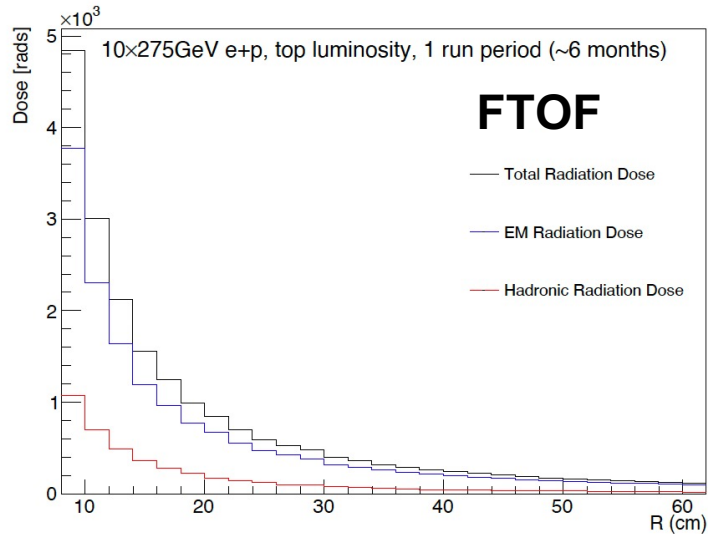 ×10³
5
4
3
2
1
0
Dose [rads]
10×275GeV e+p, top luminosity, 1 run period (~6 months)
FTOF
Total Radiation Dose
EM Radiation Dose
Hadronic Radiation Dose
10 20 30 40 50 60
R (cm)